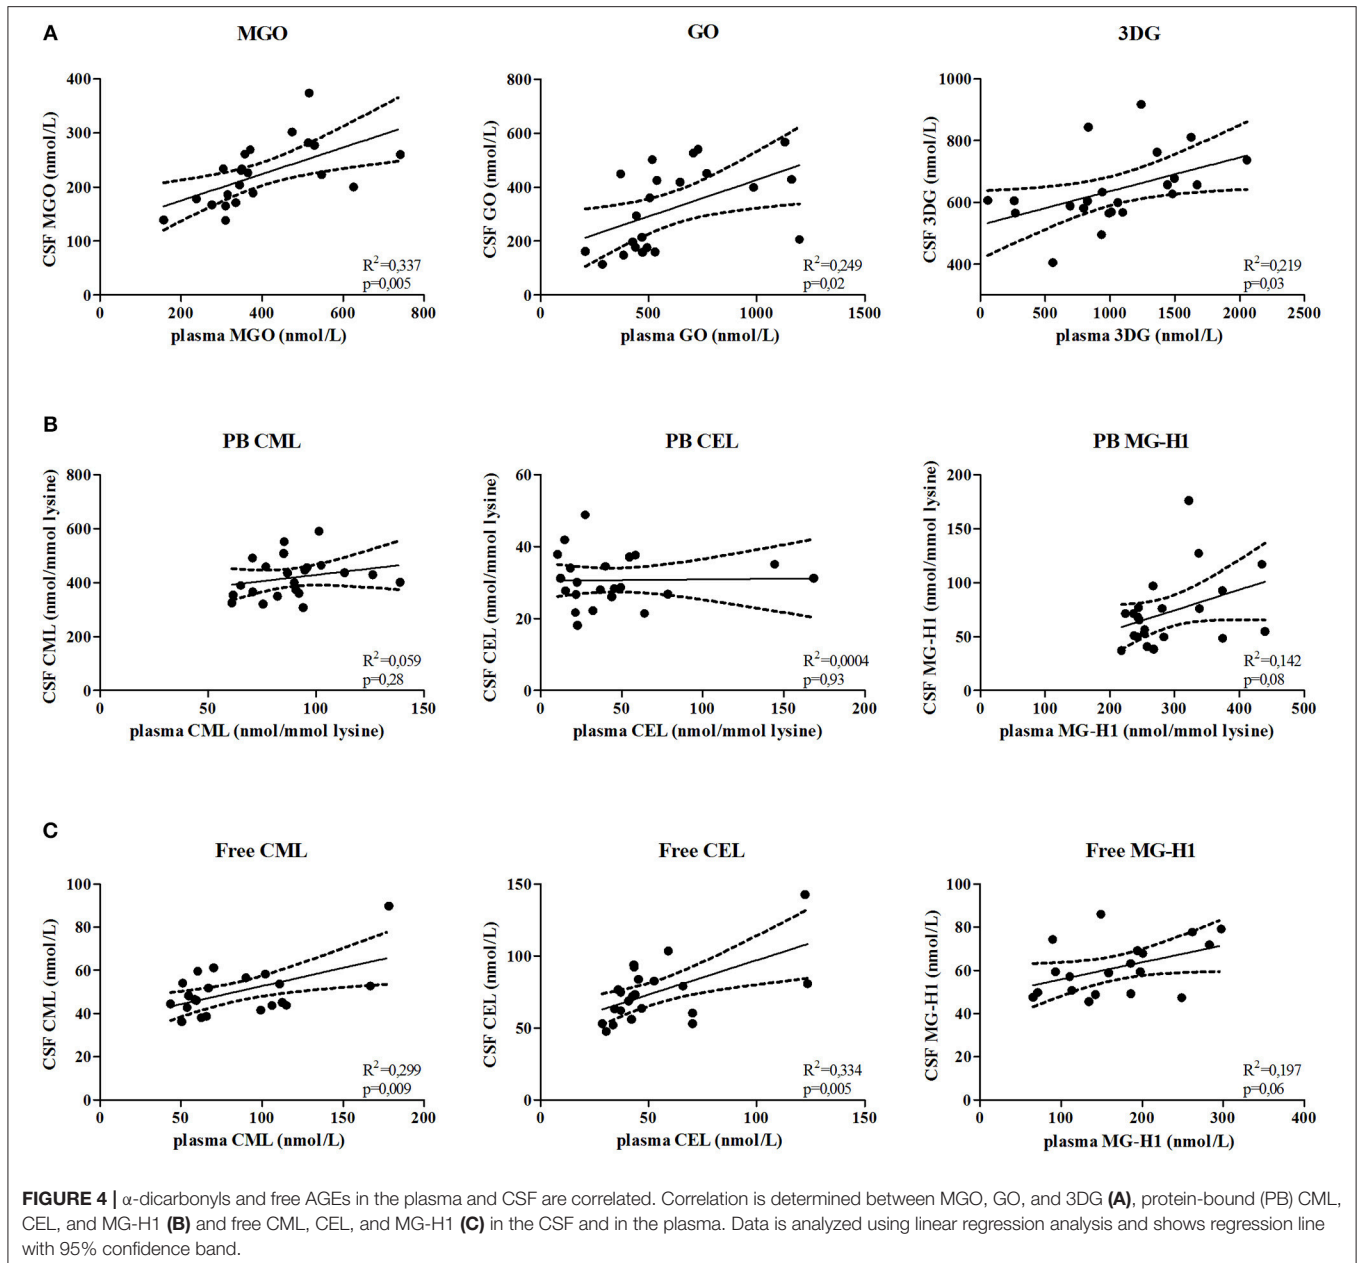 A
MGO
GO
3DG
400
300
200
100
0
CSF MGO (nmol/L)
0 200 400 600 800
plasma MGO (nmol/L)
R²=0,337
p=0,005
800
600
400
200
0
CSF GO (nmol/L)
0 500 1000 1500
plasma GO (nmol/L)
R²=0,249
p=0,02
1000
800
600
400
CSF 3DG (nmol/L)
0 500 1000 1500 2000 2500
plasma 3DG (nmol/L)
R²=0,219
p=0,03
B
PB CML
PB CEL
PB MG-H1
800
600
400
200
0
CSF CML (nmol/mmol lysine)
0 50 100 150
plasma CML (nmol/mmol lysine)
R²=0,059
p=0,28
60
40
20
0
CSF CEL (nmol/mmol lysine)
0 50 100 150 200
plasma CEL (nmol/mmol lysine)
R²=0,0004
p=0,93
200
150
100
50
0
CSF MG-H1 (nmol/mmol lysine)
0 100 200 300 400 500
plasma MG-H1 (nmol/mmol lysine)
R²=0,142
p=0,08
C
Free CML
Free CEL
Free MG-H1
100
80
60
40
20
0
CSF CML (nmol/L)
0 50 100 150 200
plasma CML (nmol/L)
R²=0,299
p=0,009
150
100
50
0
CSF CEL (nmol/L)
0 50 100 150
plasma CEL (nmol/L)
R²=0,334
p=0,005
100
80
60
40
20
0
CSF MG-H1 (nmol/L)
0 100 200 300 400
plasma MG-H1 (nmol/L)
R²=0,197
p=0,06
FIGURE 4 | α-dicarbonyls and free AGEs in the plasma and CSF are correlated. Correlation is determined between MGO, GO, and 3DG (A), protein-bound (PB) CML,
CEL, and MG-H1 (B) and free CML, CEL, and MG-H1 (C) in the CSF and in the plasma. Data is analyzed using linear regression analysis and shows regression line
with 95% confidence band.